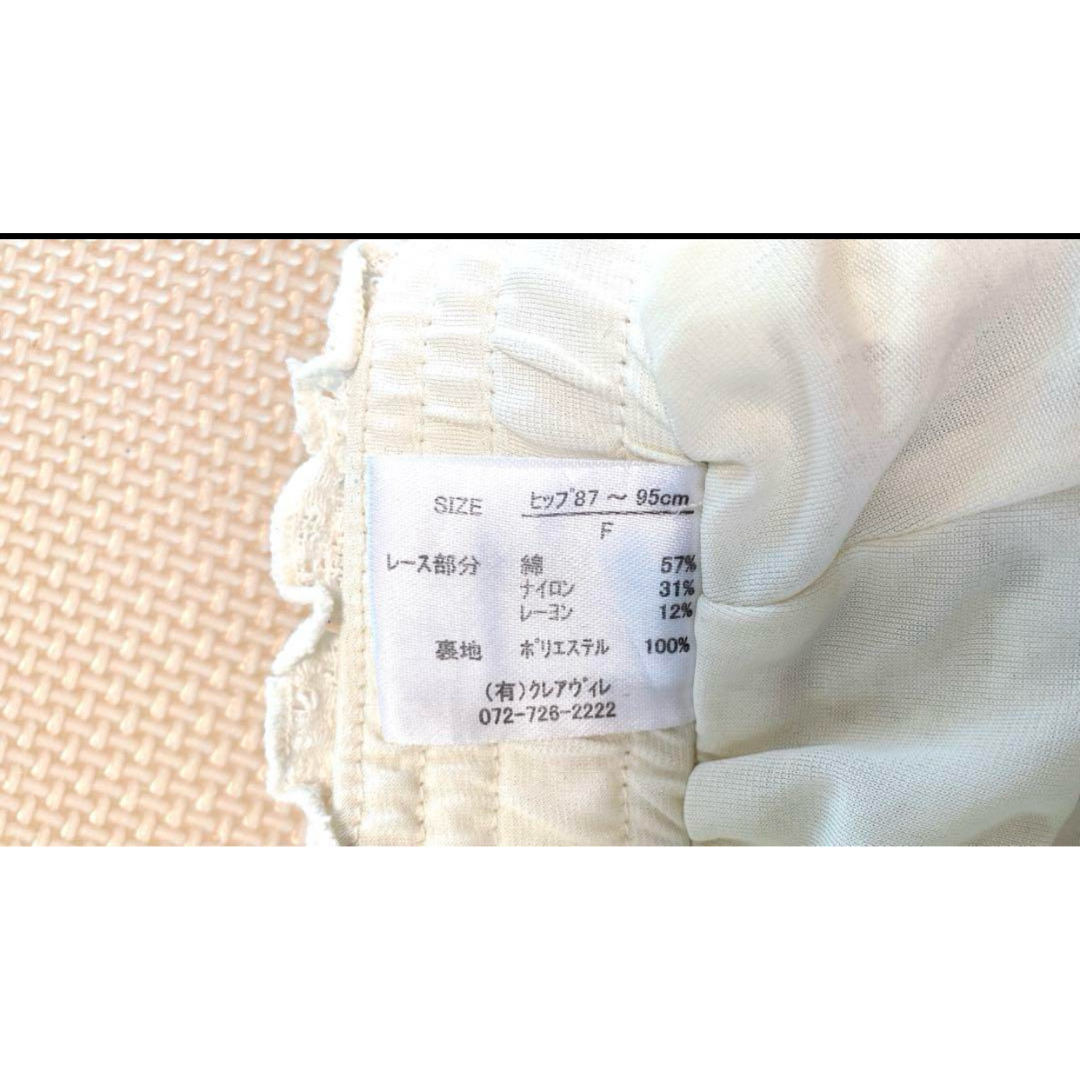 SIZE ヒップ87 ～ 95cm
F
レース部分 綿 57%
ナイロン 31%
レーヨン 12%
裏地 ポリエステル 100%
(有)クレアヴィレ
072-726-2222